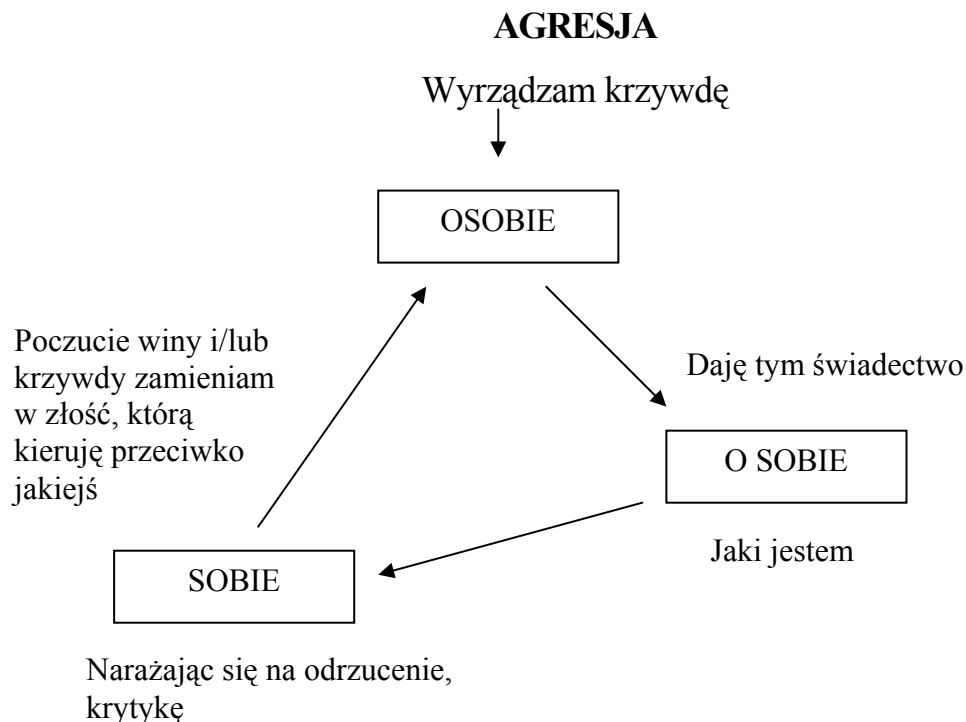 AGRESJA
Wyrządzam krzywdę
OSOBIE
Poczucie winy i/lub
krzywdy zamieniam
w złość, którą
kieruję przeciwko
jakiejś
Daję tym świadectwo
O SOBIE
Jaki jestem
SOBIE
Narażając się na odrzucenie,
krytykę